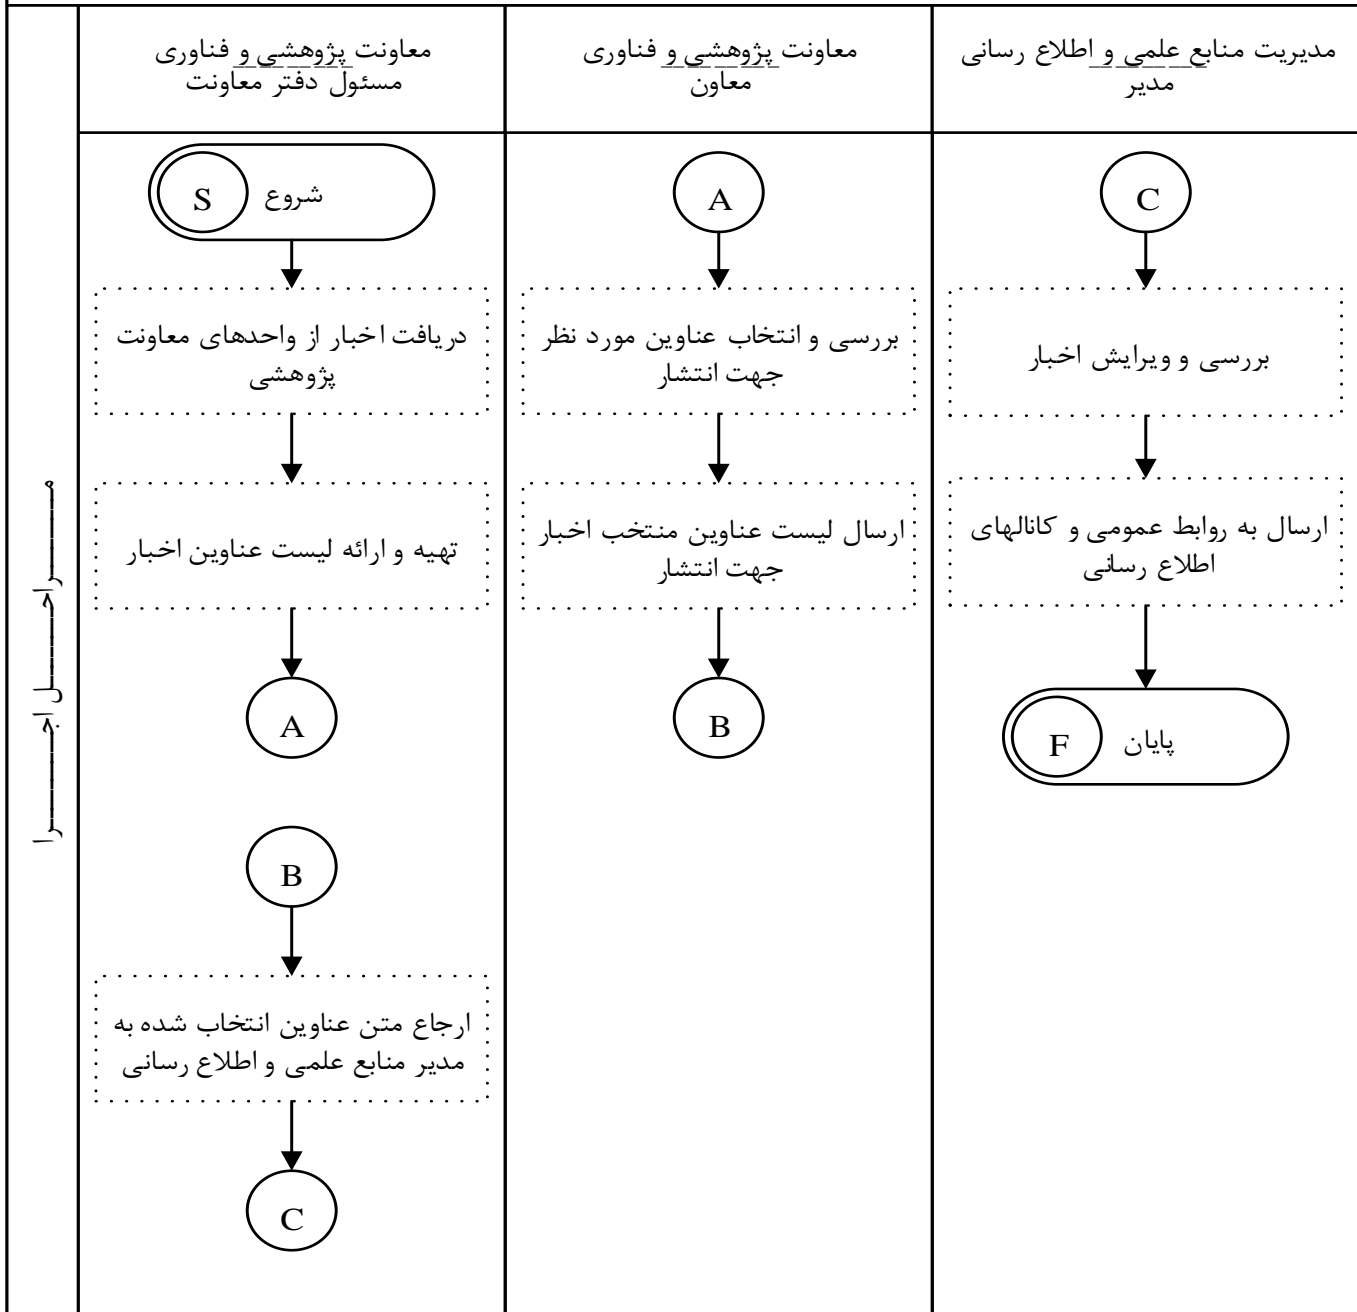 معاونت پژوهشی و فناوری
مسئول دفتر معاونت
معاونت پژوهشی و فناوری
معاون
مدیریت منابع علمی و اطلاع رسانی
مدیر
مـــــراحــــــل اجـــــــرا
S
شروع
دریافت اخبار از واحدهای معاونت
پژوهشی
تهیه و ارائه لیست عناوین اخبار
A
B
ارجاع متن عناوین انتخاب شده به
مدیر منابع علمی و اطلاع رسانی
C
A
بررسی و انتخاب عناوین مورد نظر
جهت انتشار
ارسال لیست عناوین منتخب اخبار
جهت انتشار
B
C
بررسی و ویرایش اخبار
ارسال به روابط عمومی و کانالهای
اطلاع رسانی
F
پایان